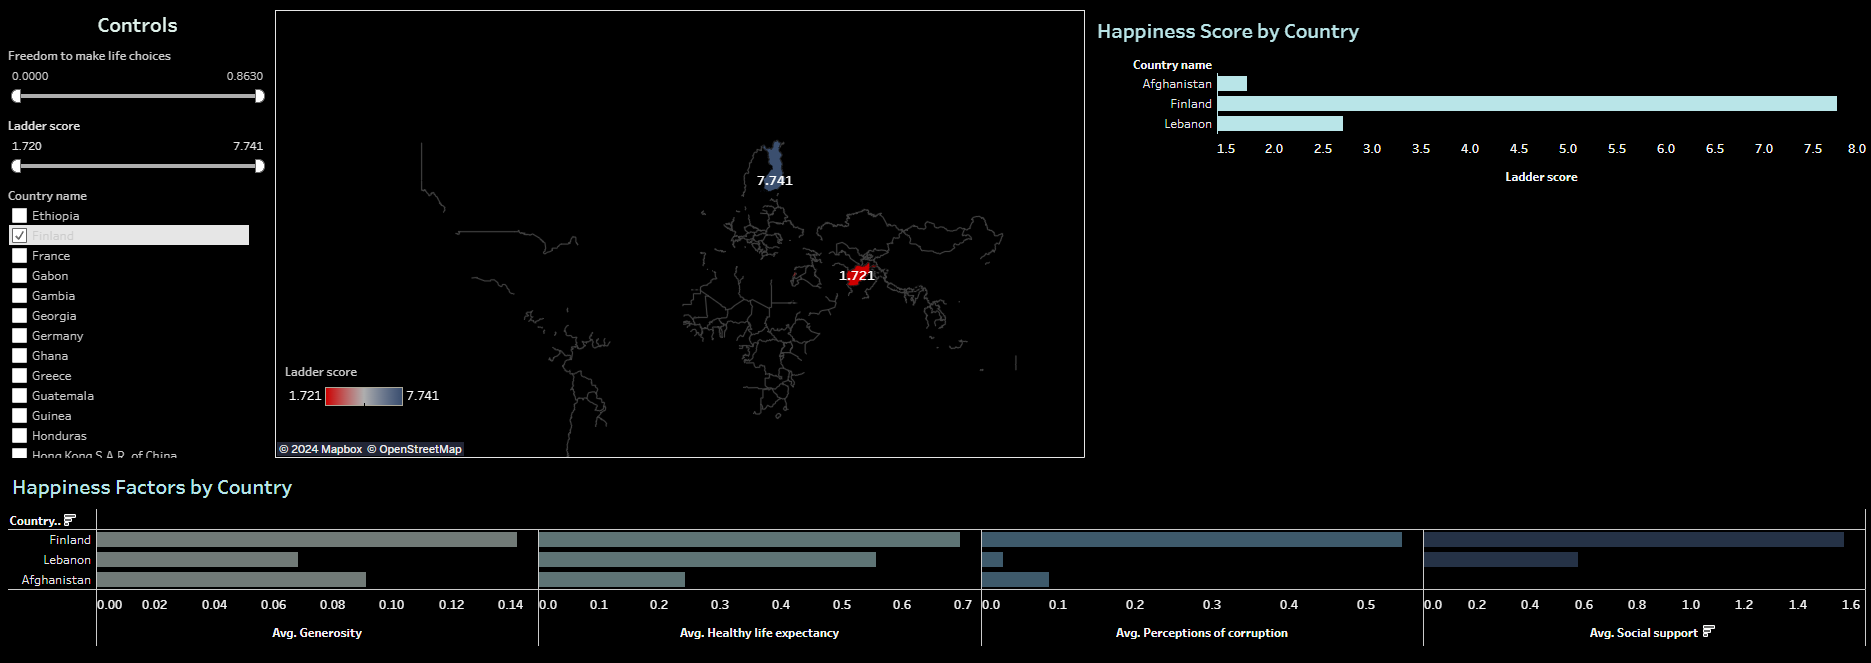 Controls
Freedom to make life choices
0.0000 0.8630
Ladder score
1.720 7.741
Country name
Ethiopia
Finland
France
Gabon
Gambia
Georgia
Germany
Ghana
Greece
Guatemala
Guinea
Honduras
Hong Kong S.A.R. of China
7.741
1.721
Ladder score
1.721 7.741
© 2024 Mapbox © OpenStreetMap
Happiness Score by Country
Country name
Afghanistan
Finland
Lebanon
1.5 2.0 2.5 3.0 3.5 4.0 4.5 5.0 5.5 6.0 6.5 7.0 7.5 8.0
Ladder score
Happiness Factors by Country
Country..
Finland
Lebanon
Afghanistan
0.00 0.02 0.04 0.06 0.08 0.10 0.12 0.14 0.0 0.1 0.2 0.3 0.4 0.5 0.6 0.7 0.0 0.1 0.2 0.3 0.4 0.5 0.0 0.2 0.4 0.6 0.8 1.0 1.2 1.4 1.6
Avg. Generosity Avg. Healthy life expectancy Avg. Perceptions of corruption Avg. Social support